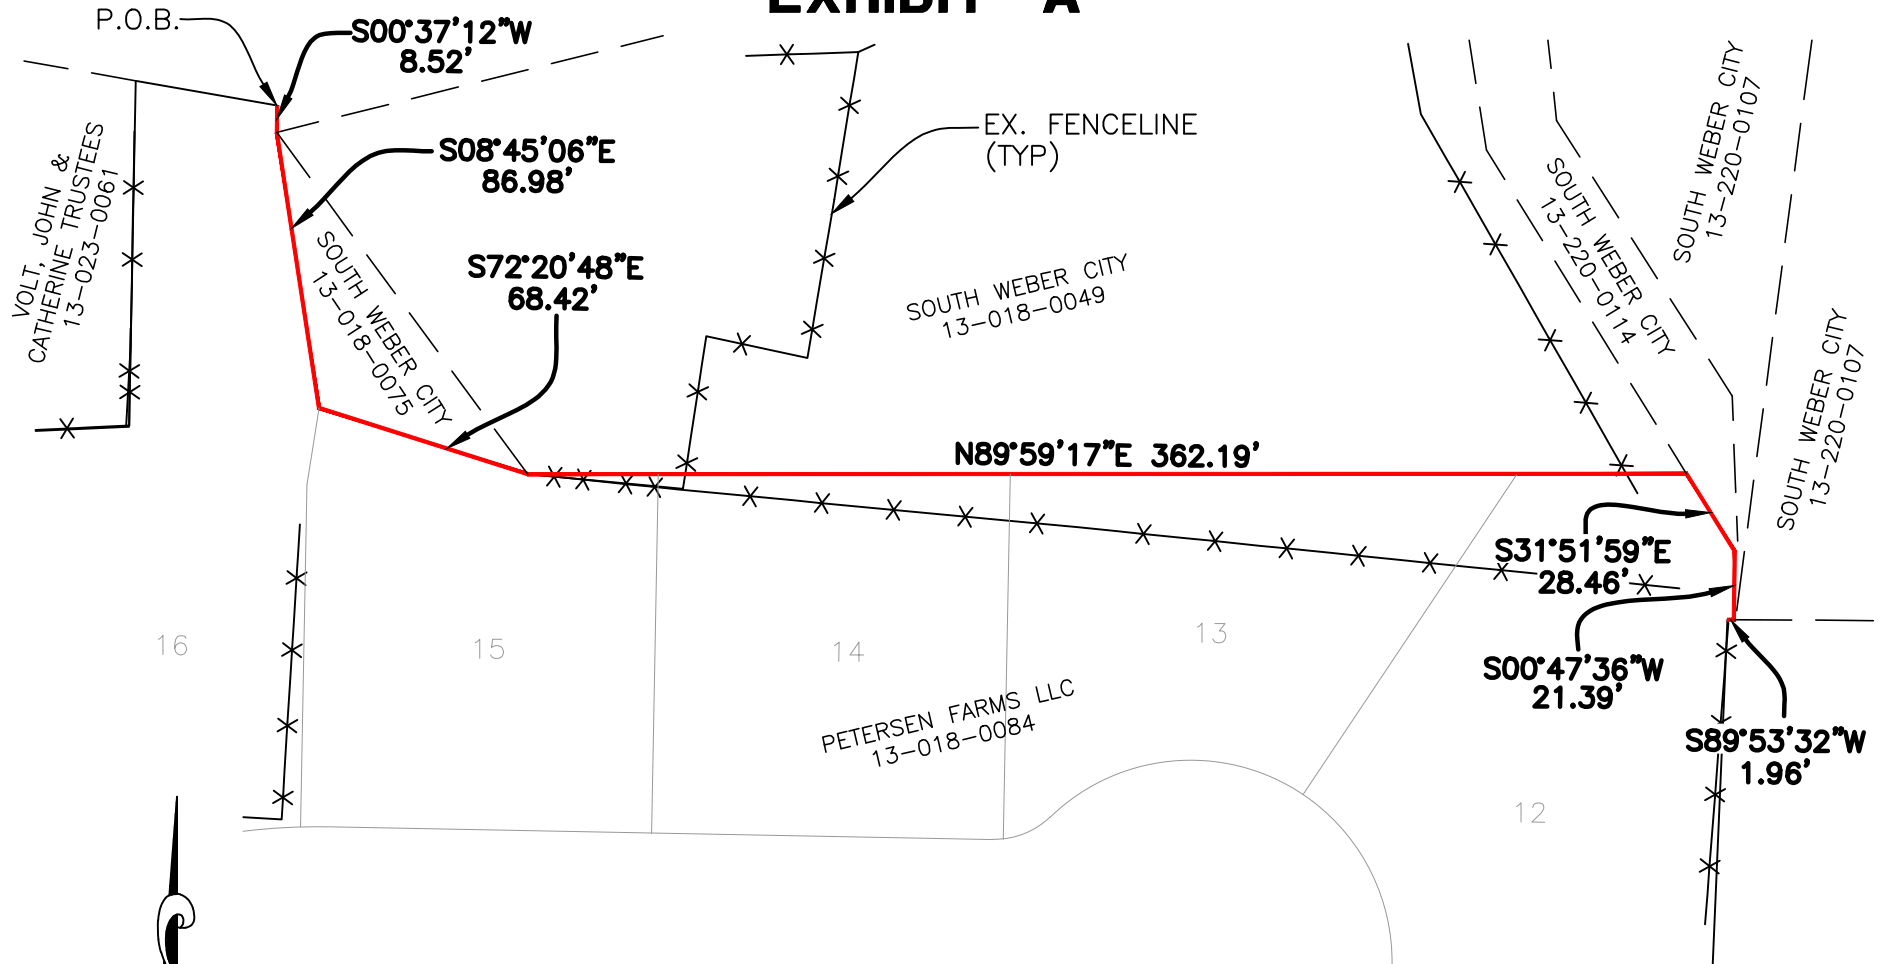 EXHIBIT "A"
P.O.B.
S00°37'12"W
8.52'
S08°45'06"E
86.98'
S72°20'48"E
68.42'
EX. FENCELINE
(TYP)
VOLT, JOHN &
CATHERINE TRUSTEES
13-023-0061
SOUTH WEBER CITY
13-018-0075
SOUTH WEBER CITY
13-018-0049
SOUTH WEBER CITY
13-220-0114
SOUTH WEBER CITY
13-220-0107
SOUTH WEBER CITY
13-220-0107
N89°59'17"E 362.19'
S31°51'59"E
28.46'
S00°47'36"W
21.39'
S89°53'32"W
1.96'
16
15
14
13
12
PETERSEN FARMS LLC
13-018-0084